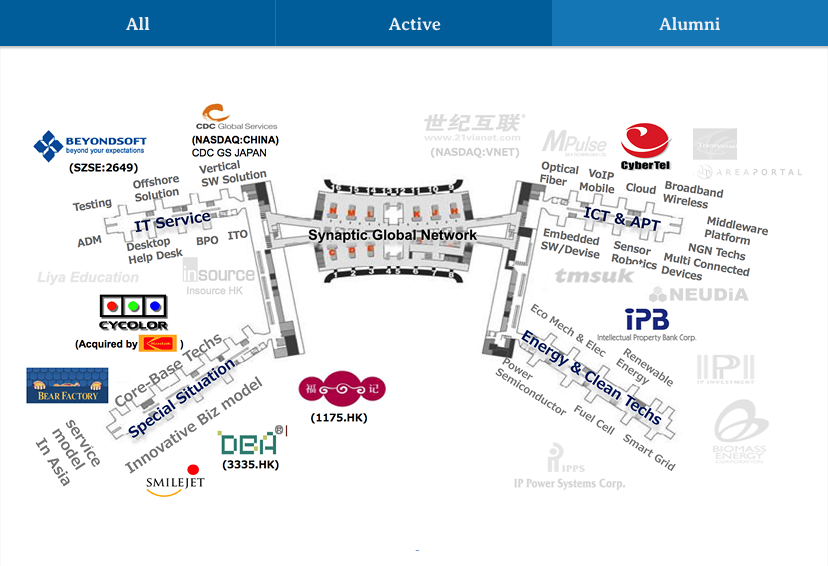 All
Active
Alumni
CDC Global Services
(NASDAQ:CHINA)
CDC GS JAPAN
BEYONDSOFT
beyond your expectations
(SZSE:2649)
世纪互联
www.21vianet.com
(NASDAQ:VNET)
MPulse
CyberTel
AREAPORTAL
Vertical
SW Solution
Offshore
Solution
Testing
IT Service
ADM
Desktop
Help Desk
BPO
ITO
Synaptic Global Network
Optical
Fiber
VoIP
Mobile
Cloud
Broadband
Wireless
ICT & APT
Middleware
Platform
Embedded
SW/Devise
Sensor
Robotics
NGN Techs
Multi Connected
Devices
Liya Education
insource
Insource HK
tmsuk
NEUDiA
CYCOLOR
(Acquired by Kodak )
iPB
Intellectual Property Bank Corp.
Core-Base Techs
Special Situation
Innovative Biz model
Eco Mech & Elec
Renewable
Energy
Energy & Clean Techs
Power
Semiconductor
Fuel Cell
Smart Grid
IP INVESTMENT
BEAR FACTORY
福记
(1175.HK)
service
model
In Asia
DBA®
(3335.HK)
SMILEJET
BIOMASS
ENERGY
CORPORATION
IPPS
IP Power Systems Corp.